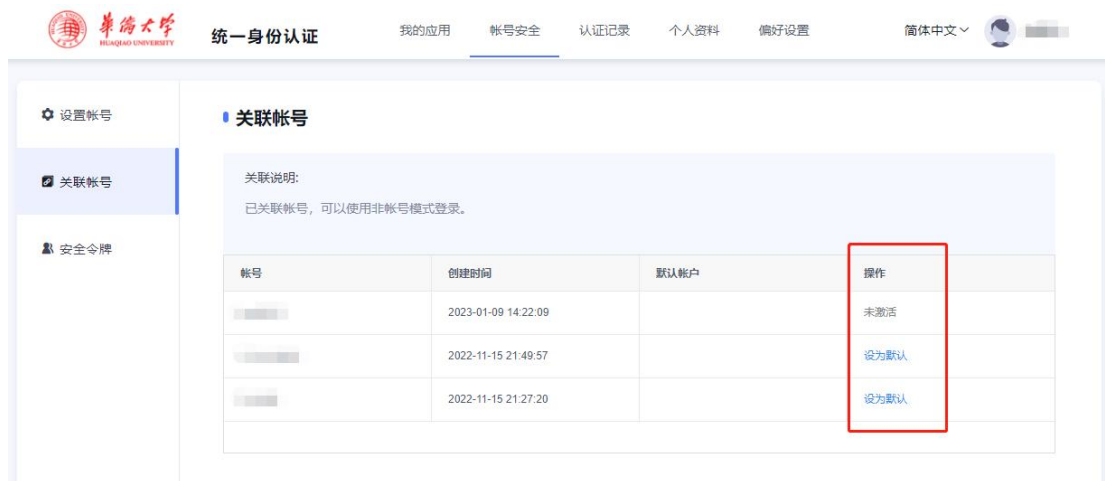 華僑大學
HUAQIAO UNIVERSITY
统一身份认证
我的应用 帐号安全 认证记录 个人资料 偏好设置 简体中文
设置帐号
关联帐号
安全令牌
关联帐号
关联说明:
已关联帐号，可以使用非帐号模式登录。
帐号 创建时间 默认帐户 操作
2023-01-09 14:22:09 未激活
2022-11-15 21:49:57 设为默认
2022-11-15 21:27:20 设为默认